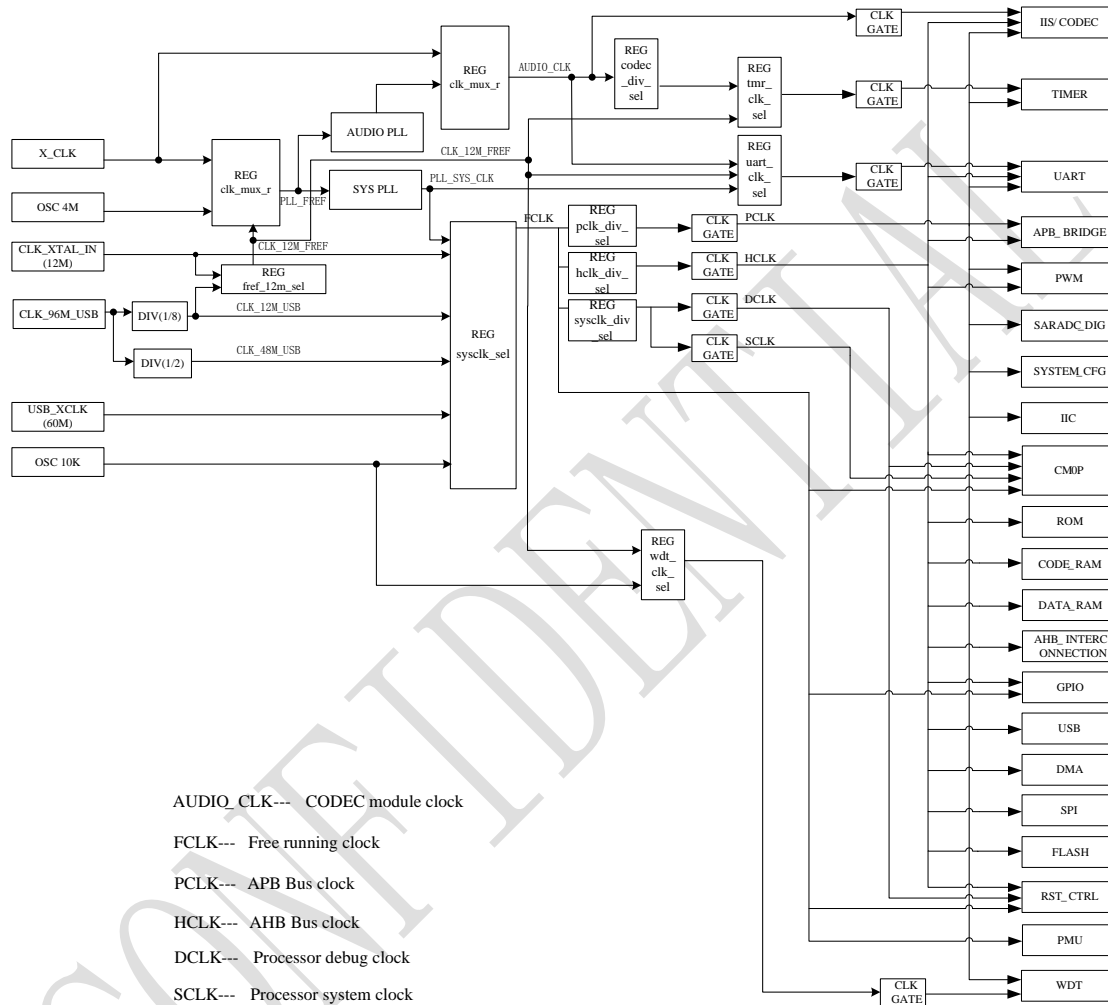 CLK
GATE
IIS/CODEC
REG
clk_mux_r
AUDIO_CLK
REG
codec
_div_
sel
REG
tmr_
clk_
sel
CLK
GATE
TIMER
AUDIO PLL
X_CLK
REG
clk_mux_r
CLK_12M_FREF
REG
uart_
clk_
sel
CLK
GATE
UART
OSC 4M
PLL_FREF
SYS PLL
PLL_SYS_CLK
CLK_12M_FREF
FCLK
REG
pclk_div_
sel
CLK
GATE
PCLK
APB_BRIDGE
CLK_XTAL_IN
(12M)
REG
fref_12m_sel
REG
hclk_div_
sel
CLK
GATE
HCLK
PWM
CLK_96M_USB
DIV(1/8)
CLK_12M_USB
REG
sysclk_sel
REG
sysclk_div
_sel
CLK
GATE
DCLK
SARADC_DIG
DIV(1/2)
CLK_48M_USB
CLK
GATE
SCLK
SYSTEM_CFG
USB_XCLK
(60M)
IIC
OSC 10K
CM0P
ROM
REG
wdt_
clk_
sel
CODE_RAM
DATA_RAM
AHB_INTERC
ONNECTION
GPIO
USB
DMA
SPI
FLASH
RST_CTRL
PMU
CLK
GATE
WDT
AUDIO_CLK--- CODEC module clock
FCLK--- Free running clock
PCLK--- APB Bus clock
HCLK--- AHB Bus clock
DCLK--- Processor debug clock
SCLK--- Processor system clock
CONFIDENTIAL